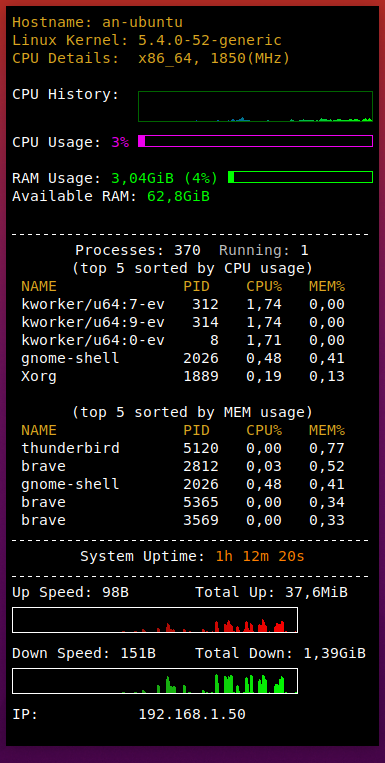 Hostname: an-ubuntu
Linux Kernel: 5.4.0-52-generic
CPU Details: x86_64, 1850(MHz)
CPU History:
CPU Usage: 3%
RAM Usage: 3,04GiB (4%)
Available RAM: 62,8GiB
Processes: 370 Running: 1
(top 5 sorted by CPU usage)
NAME PID CPU% MEM%
kworker/u64:7-ev 312 1,74 0,00
kworker/u64:9-ev 314 1,74 0,00
kworker/u64:0-ev 8 1,71 0,00
gnome-shell 2026 0,48 0,41
Xorg 1889 0,19 0,13
(top 5 sorted by MEM usage)
NAME PID CPU% MEM%
thunderbird 5120 0,00 0,77
brave 2812 0,03 0,52
gnome-shell 2026 0,48 0,41
brave 5365 0,00 0,34
brave 3569 0,00 0,33
System Uptime: 1h 12m 20s
Up Speed: 98B Total Up: 37,6MiB
Down Speed: 151B Total Down: 1,39GiB
IP: 192.168.1.50